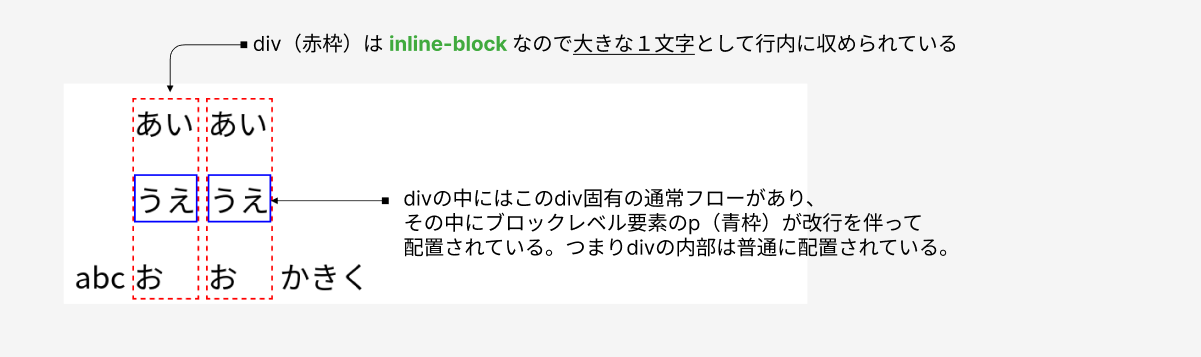 div（赤枠）は inline-block なので大きな１文字として行内に収められている
あい あい
うえ うえ
abc お お かきく
divの中にはこのdiv固有の通常フローがあり、
その中にブロックレベル要素のp（青枠）が改行を伴って
配置されている。つまりdivの内部は普通に配置されている。